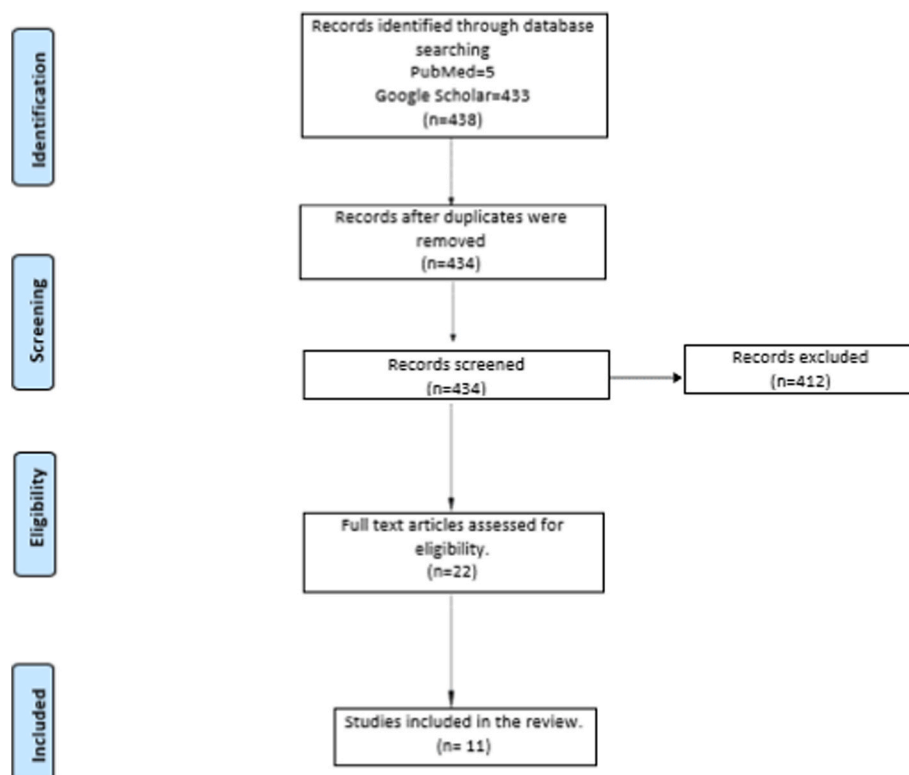 Identification
Records identified through database
searching
PubMed=5
Google Scholar=433
(n=438)
Records after duplicates were
removed
(n=434)
Screening
Records screened
(n=434)
Records excluded
(n=412)
Eligibility
Full text articles assessed for
eligibility.
(n=22)
Included
Studies included in the review.
(n= 11)